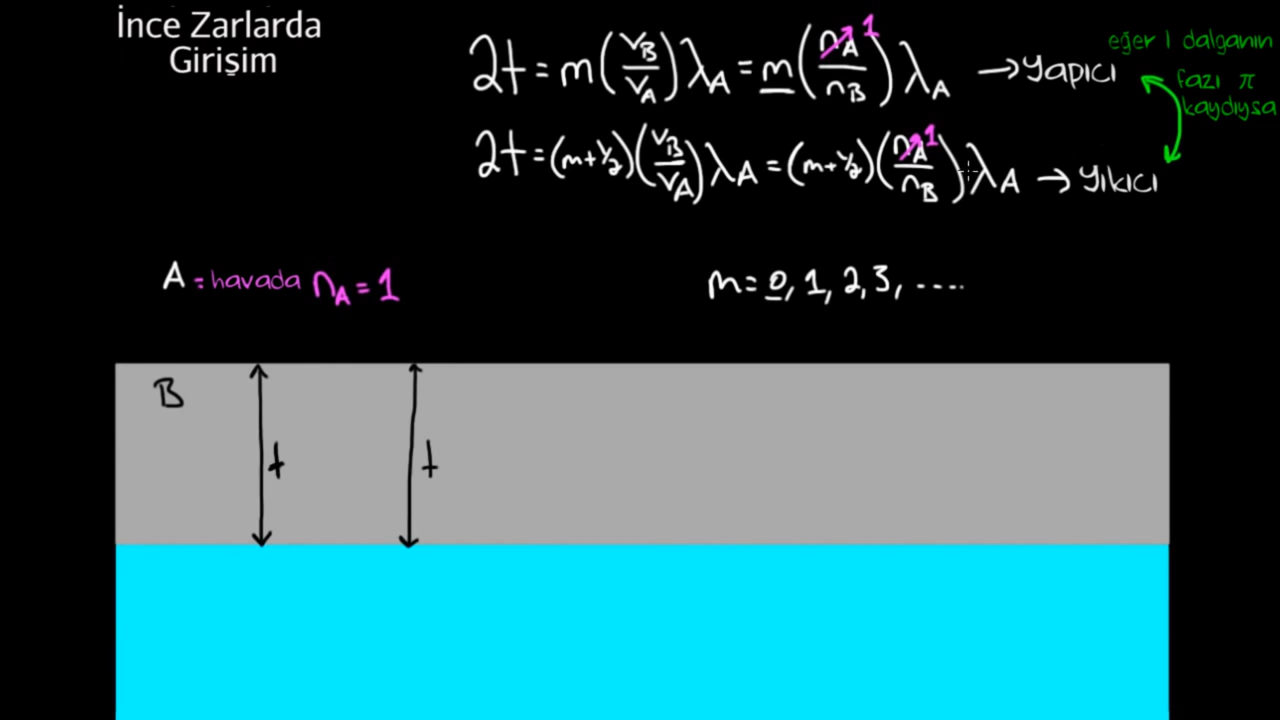 İnce Zarlarda
Girişim
2t = m(vB/vA)λA = m(nA/nB)λA → yapıcı
1
eğer 1 dalganın
fazı π
kaydıysa
2t = (m+1/2)(vB/vA)λA = (m+1/2)(nA/nB)λA → yıkıcı
1
A = havada nA = 1
m = 0, 1, 2, 3, ....
B
t
t